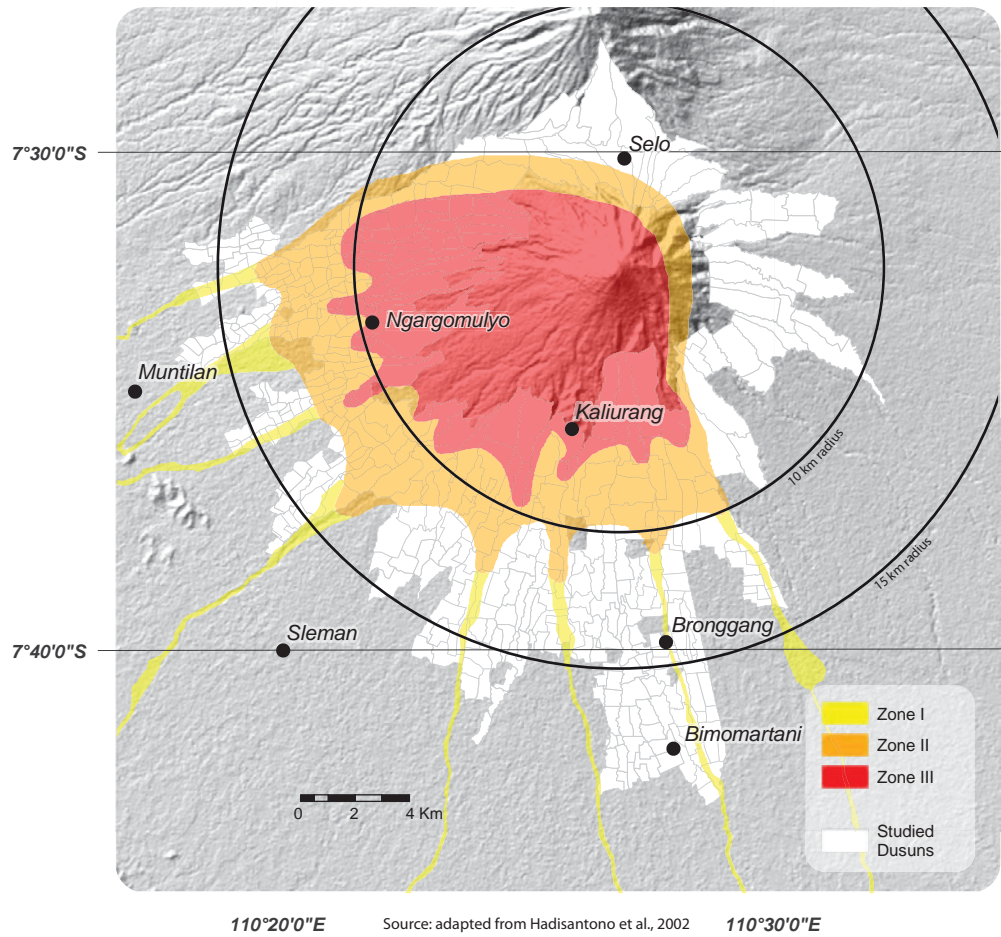 7°30'0"S
Selo
Ngargomulyo
Muntilan
Kaliurang
10 km radius
15 km radius
Sleman
Bronggang
7°40'0"S
Bimomartani
Zone I
Zone II
Zone III
Studied
Dusuns
0 2 4 Km
110°20'0"E
Source: adapted from Hadisantono et al., 2002
110°30'0"E